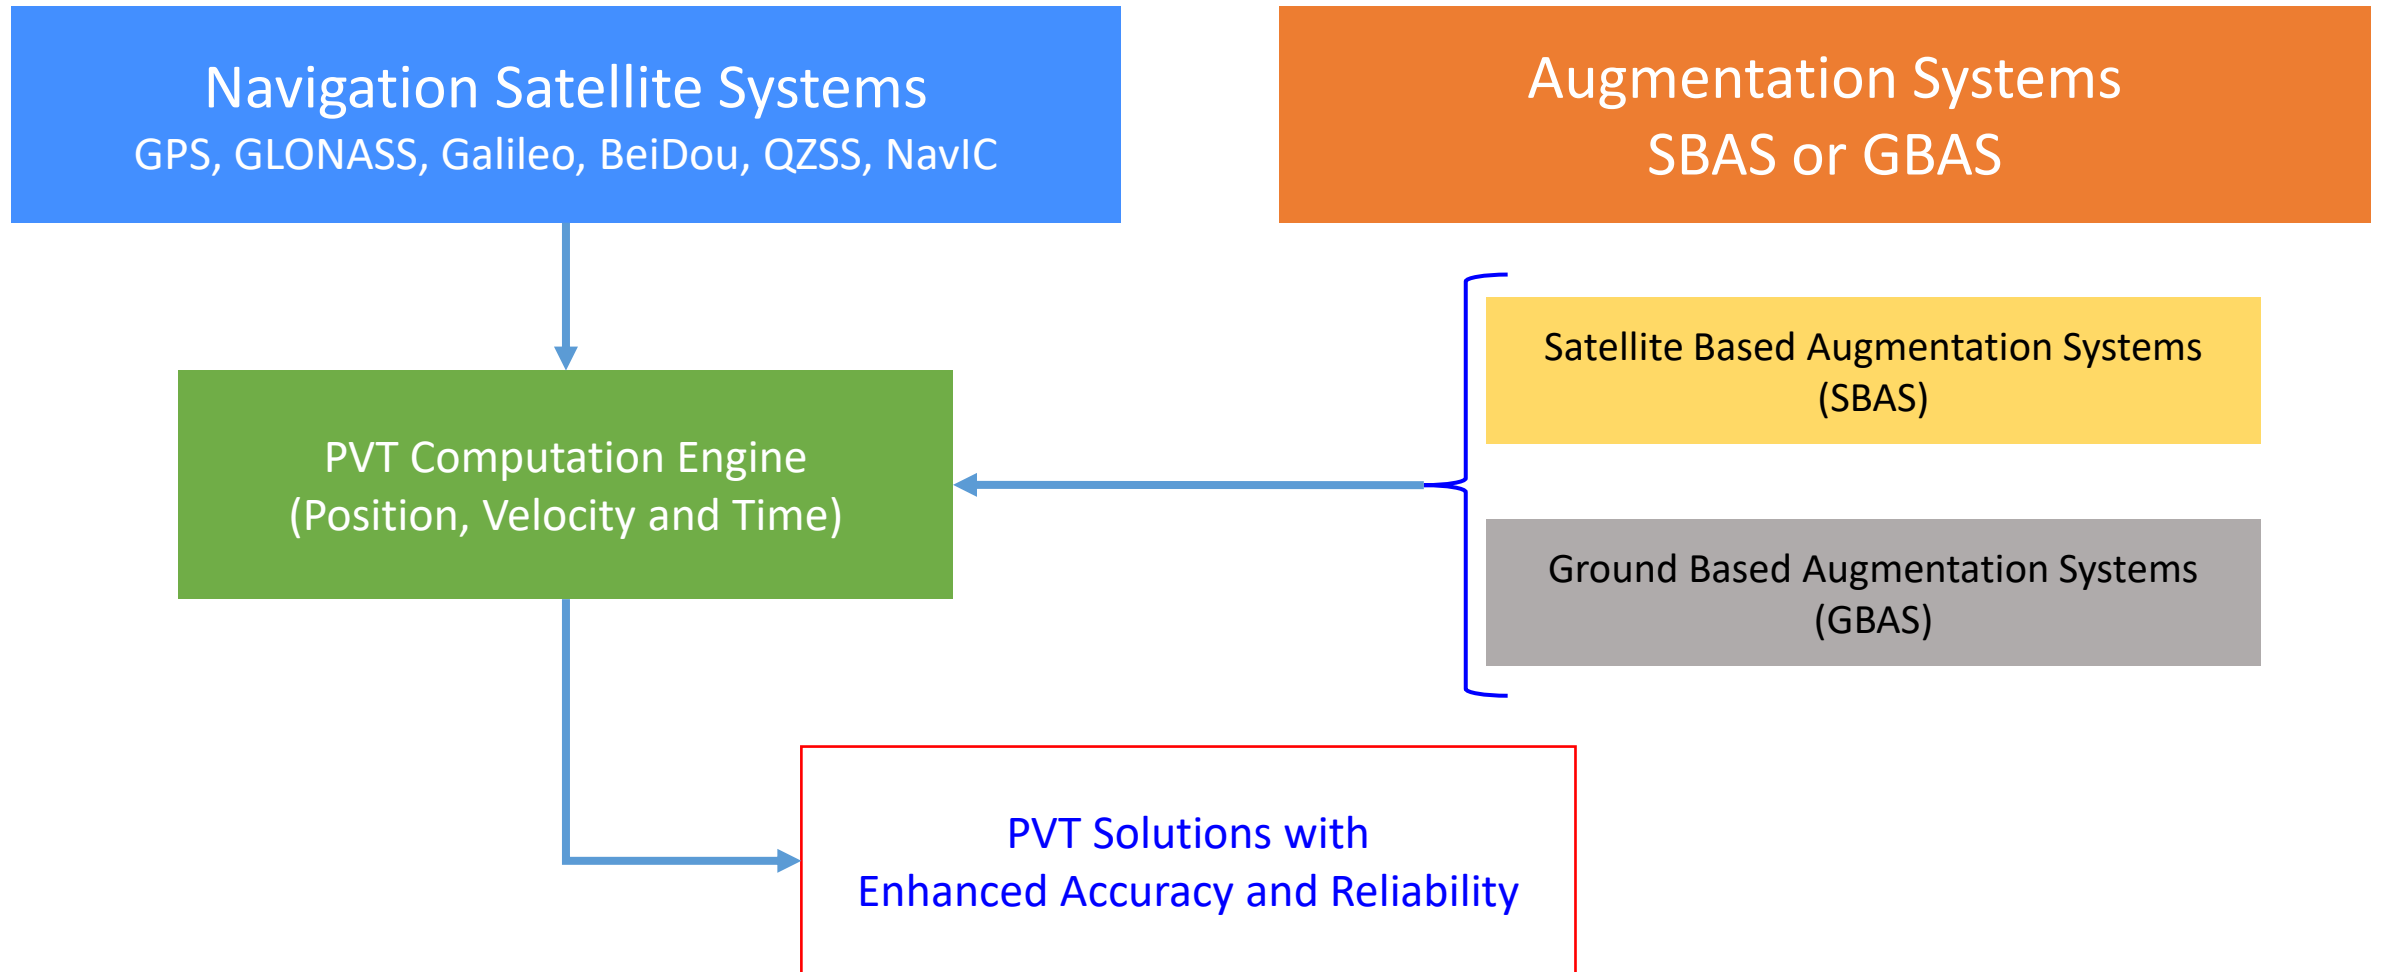 Navigation Satellite Systems
GPS, GLONASS, Galileo, BeiDou, QZSS, NavIC
Augmentation Systems
SBAS or GBAS
Satellite Based Augmentation Systems
(SBAS)
PVT Computation Engine
(Position, Velocity and Time)
Ground Based Augmentation Systems
(GBAS)
PVT Solutions with
Enhanced Accuracy and Reliability